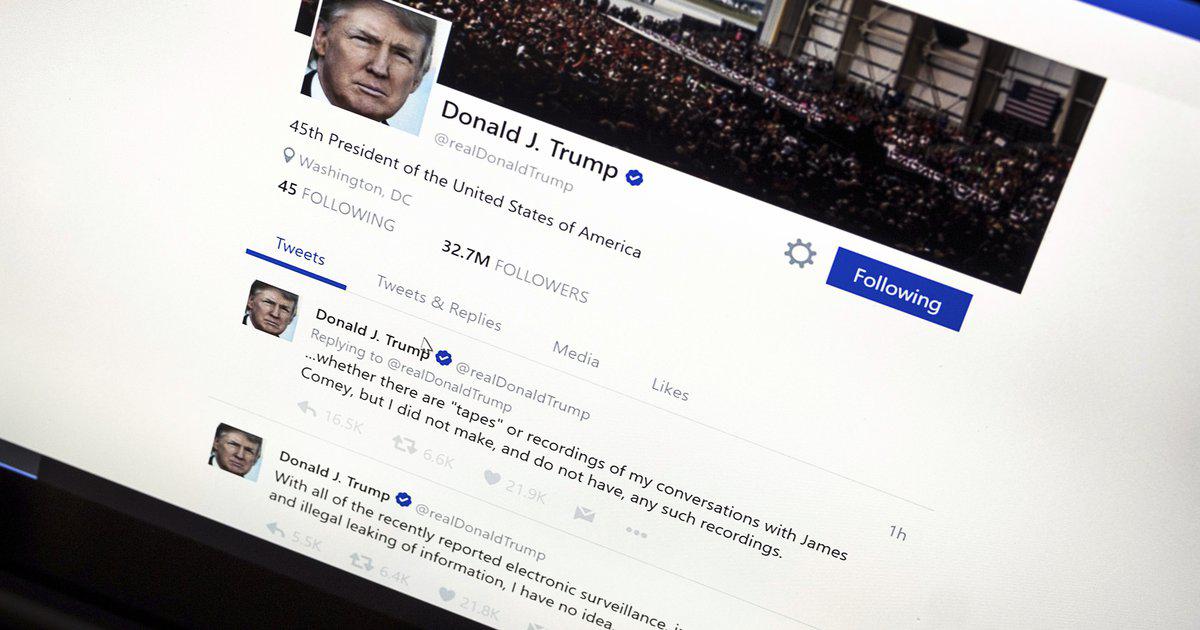 Donald J. Trump
@realDonaldTrump
45th President of the United States of America
Washington, DC
45 FOLLOWING
32.7M FOLLOWERS
Following
Tweets
Tweets & Replies
Media
Likes
Donald J. Trump @realDonaldTrump
1h
Replying to @realDonaldTrump
...whether there are "tapes" or recordings of my conversations with James
Comey, but I did not make, and do not have, any such recordings.
16.5K 6.6K 21.9K
Donald J. Trump @realDonaldTrump
With all of the recently reported electronic surveillance,
and illegal leaking of information, I have no idea
5.5K 6.4K 21.8K